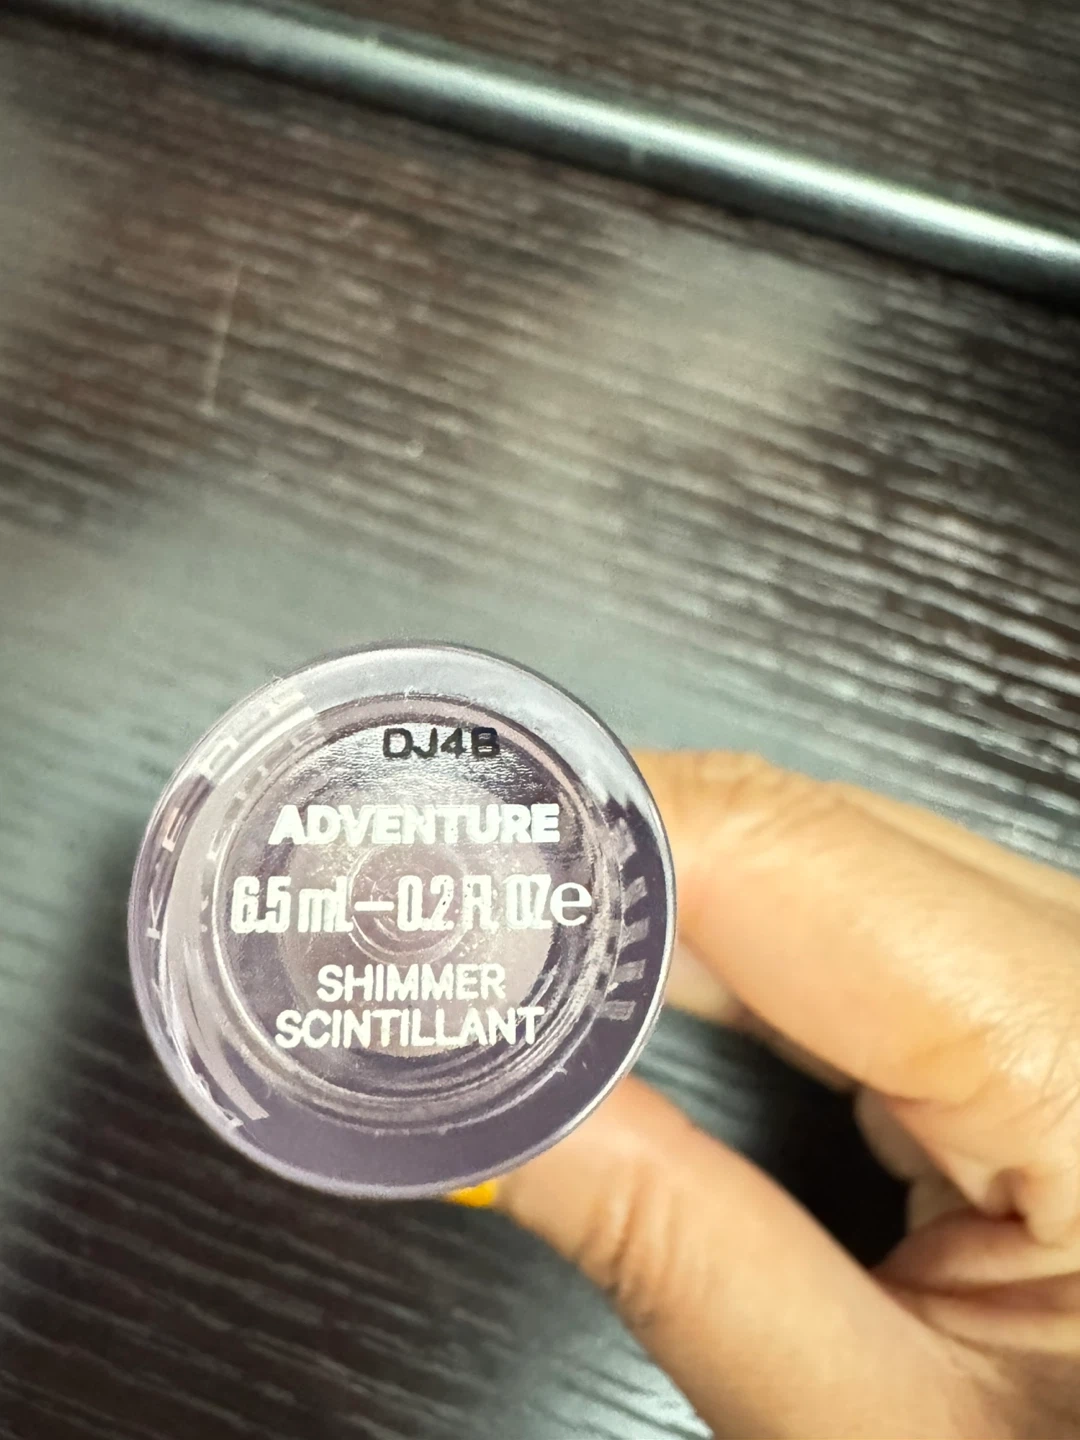 DJ4B
ADVENTURE
6.5 mL—0.2 FL OZ e
SHIMMER
SCINTILLANT